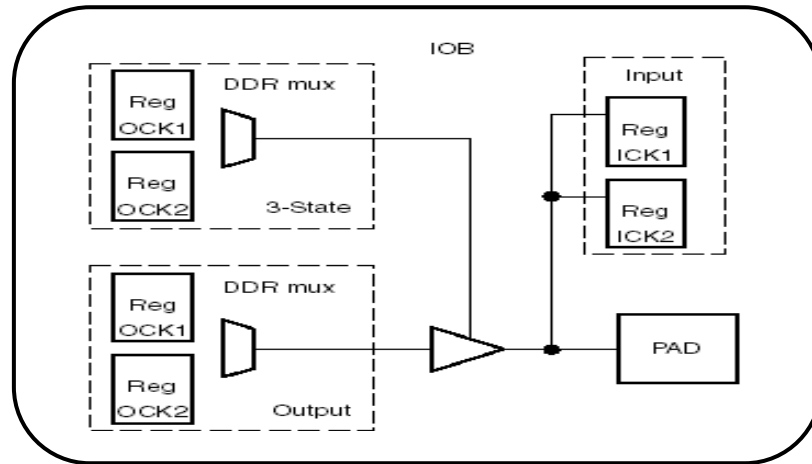 IOB
DDR mux
Reg
OCK1
Reg
OCK2
3-State
Input
Reg
ICK1
Reg
ICK2
DDR mux
Reg
OCK1
Reg
OCK2
Output
PAD